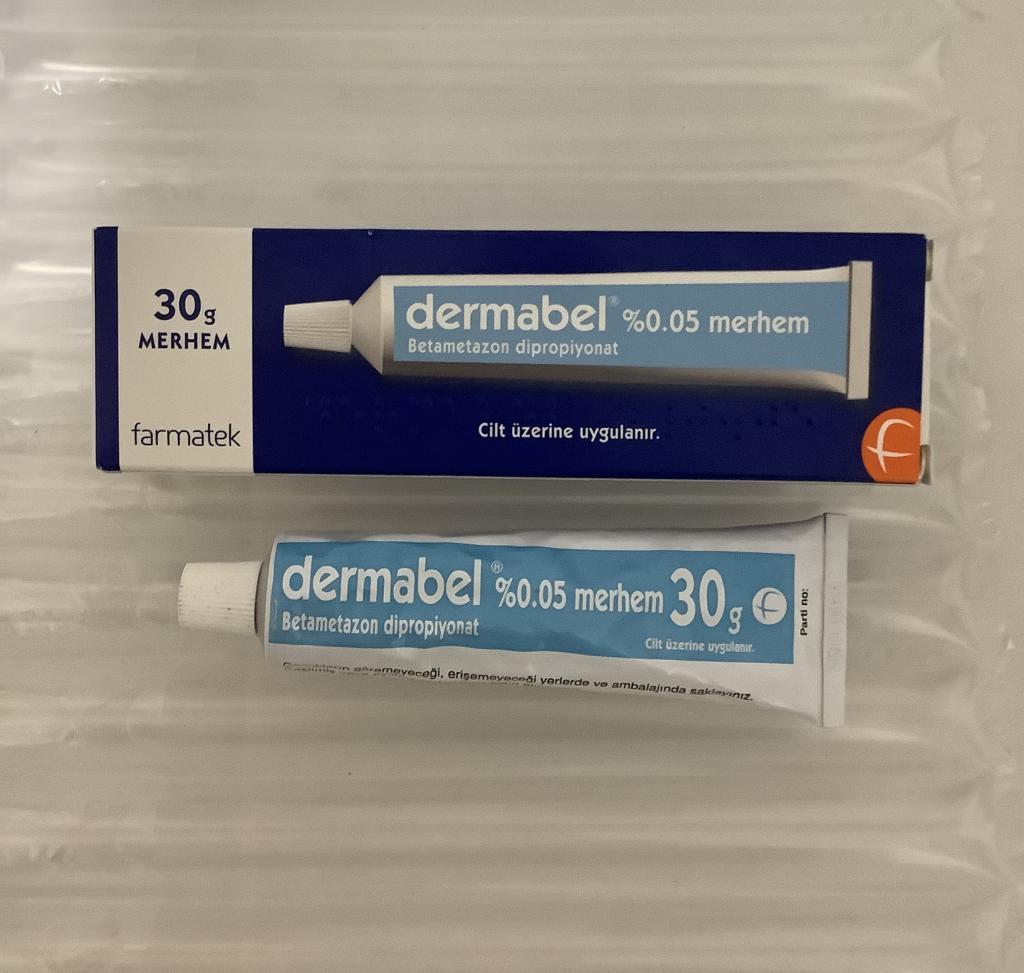 30g
MERHEM
farmatek
dermabel® %0.05 merhem
Betametazon dipropiyonat
Cilt üzerine uygulanır.
dermabel® %0.05 merhem 30g
Betametazon dipropiyonat
Cilt üzerine uygulanır.
Parti no:
göremeyeceği, erişemeyeceği yerlerde ve ambalajında saklayınız.